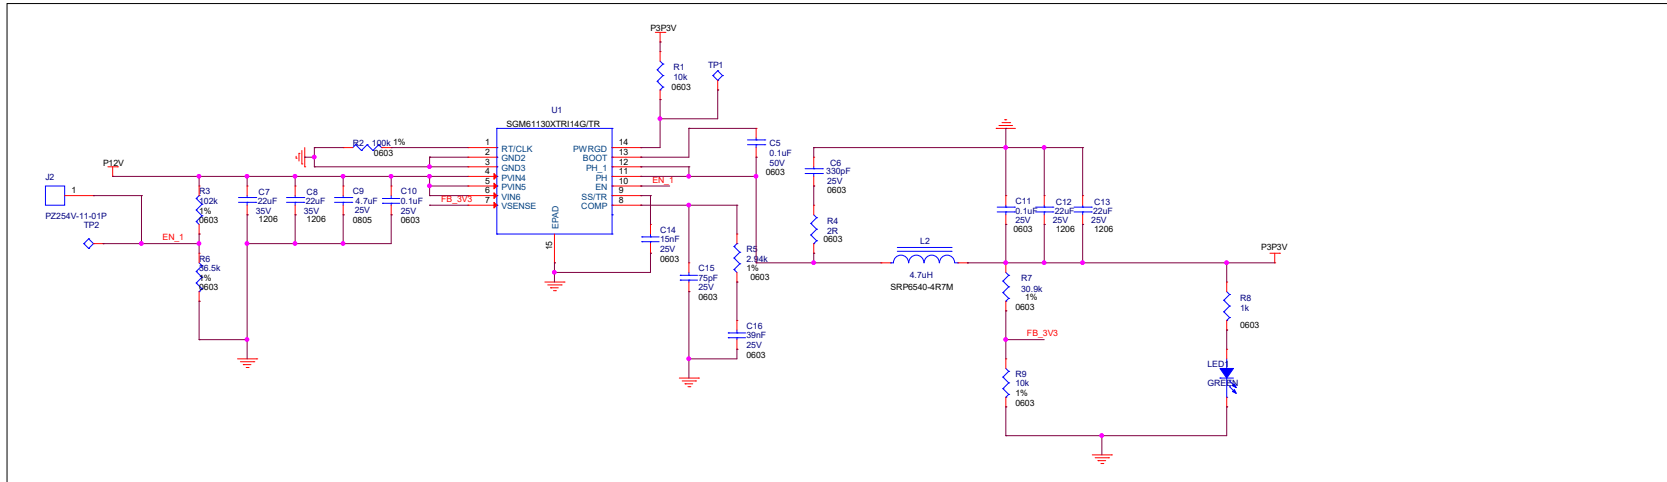 P3P3V
R1
10k
0603
TP1
U1
SGM61130XTRI14G/TR
R2 100k 1%
0603
1 RT/CLK
2 GND2
3 GND3
4 PVIN4
5 PVIN5
6 VIN6
7 VSENSE
14 PWRGD
13 BOOT
12 PH_1
11 PH
10 EN
9 SS/TR
8 COMP
EPAD
15
EN_1
FB_3V3
C5
0.1uF
50V
0603
P12V
J2
1
PZ254V-11-01P
TP2
EN_1
R3
102k
1%
0603
R6
36.5k
1%
0603
C7
22uF
35V
1206
C8
22uF
35V
1206
C9
4.7uF
25V
0805
C10
0.1uF
25V
0603
C14
15nF
25V
0603
C15
75pF
25V
0603
R5
2.94k
1%
0603
C16
39nF
25V
0603
C6
330pF
25V
0603
R4
2R
0603
L2
4.7uH
SRP6540-4R7M
C11
0.1uF
25V
0603
C12
22uF
25V
1206
C13
22uF
25V
1206
P3P3V
R7
30.9k
1%
0603
FB_3V3
R9
10k
1%
0603
R8
1k
0603
LED1
GREEN